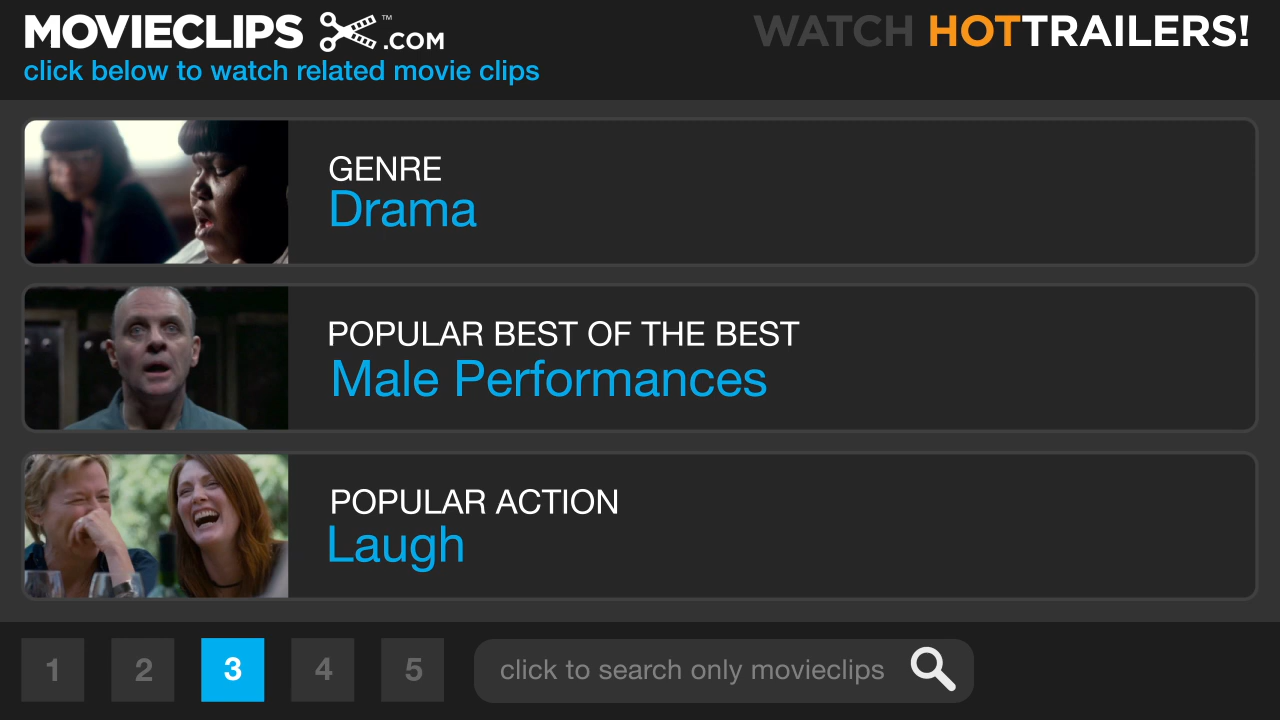 MOVIECLIPS ™ .COM
WATCH HOTTRAILERS!
click below to watch related movie clips
GENRE
Drama
POPULAR BEST OF THE BEST
Male Performances
POPULAR ACTION
Laugh
1 2 3 4 5
click to search only movieclips